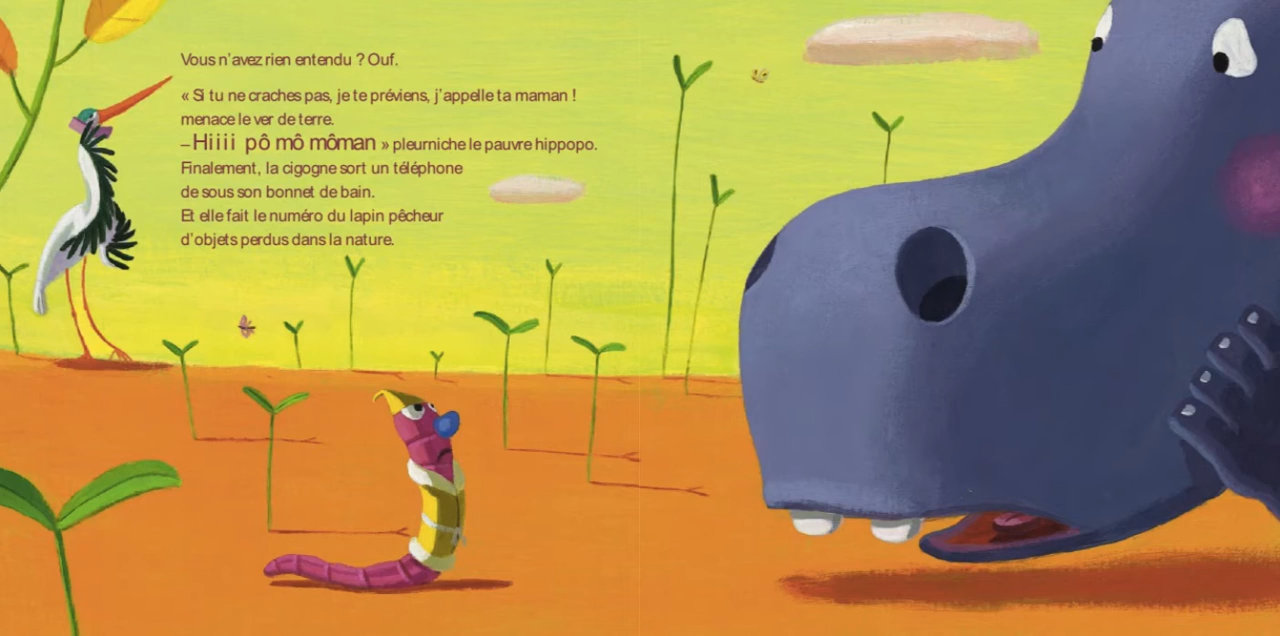 Vous n'avez rien entendu ? Ouf.
« Si tu ne craches pas, je te préviens, j'appelle ta maman !
menace le ver de terre.
– Hiiii pô mô môman » pleurniche le pauvre hippopo.
Finalement, la cigogne sort un téléphone
de sous son bonnet de bain.
Et elle fait le numéro du lapin pêcheur
d'objets perdus dans la nature.